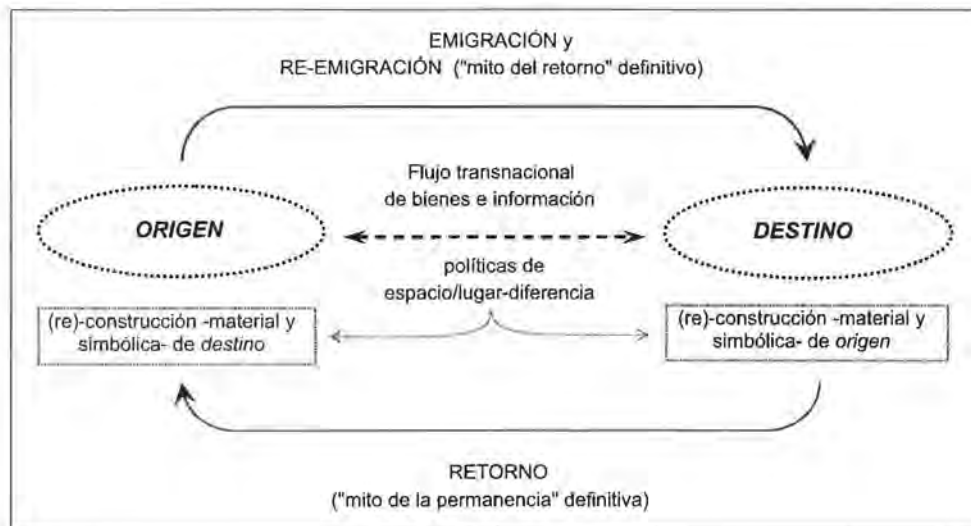 EMIGRACIÓN y
RE-EMIGRACIÓN ("mito del retorno" definitivo)
Flujo transnacional
de bienes e información
ORIGEN
DESTINO
políticas de
espacio/lugar-diferencia
(re)-construcción -material y
simbólica- de destino
(re)-construcción -material y
simbólica- de origen
RETORNO
("mito de la permanencia" definitiva)